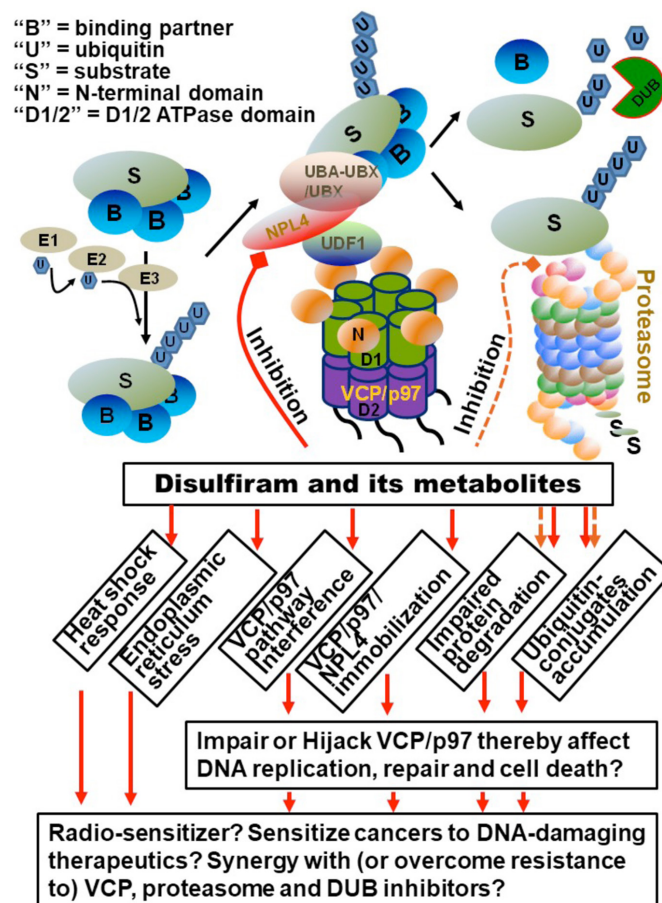 “B” = binding partner
“U” = ubiquitin
“S” = substrate
“N” = N-terminal domain
“D1/2” = D1/2 ATPase domain
S
B
B
B
E1
U
E2
U
E3
U
U
U
U
S
B
B
B
U
U
U
U
S
B
B
UBA-UBX
/UBX
NPL4
UDF1
N
D1
VCP/p97
D2
Inhibition
B
U
U
U
U
DUB
S
U
U
U
U
S
Proteasome
S
S
Inhibition
Disulfiram and its metabolites
Heat shock
response
Endoplasmic
reticulum
stress
VCP/p97
pathway
interference
VCP/p97/
NPL4
immobilization
Impaired
protein
degradation
Ubiquitin-
conjugates
accumulation
Impair or Hijack VCP/p97 thereby affect
DNA replication, repair and cell death?
Radio-sensitizer? Sensitize cancers to DNA-damaging
therapeutics? Synergy with (or overcome resistance
to) VCP, proteasome and DUB inhibitors?